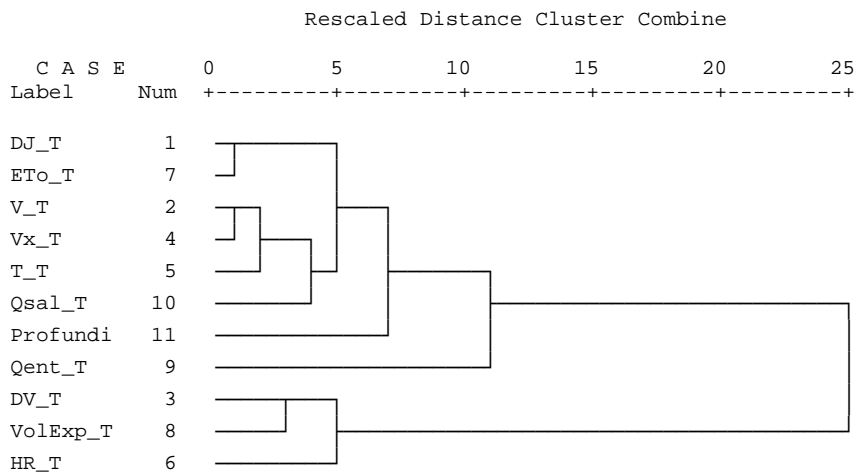 Rescaled Distance Cluster Combine
C A S E 0 5 10 15 20 25
Label Num +---------+---------+---------+---------+---------+
DJ_T 1
ETo_T 7
V_T 2
Vx_T 4
T_T 5
Qsal_T 10
Profundi 11
Qent_T 9
DV_T 3
VolExp_T 8
HR_T 6